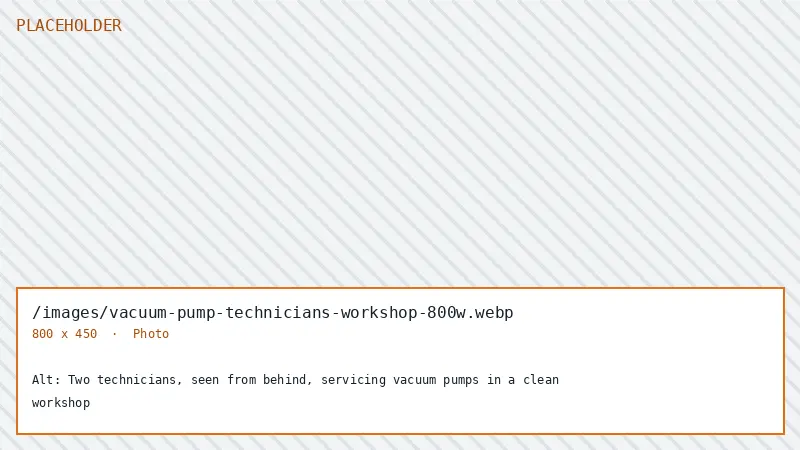 PLACEHOLDER
/images/vacuum-pump-technicians-workshop-800w.webp
800 x 450 · Photo
Alt: Two technicians, seen from behind, servicing vacuum pumps in a clean
workshop